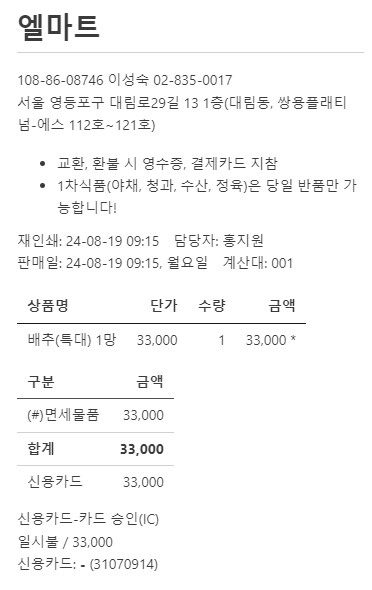 엘마트
108-86-08746 이성숙 02-835-0017
서울 영등포구 대림로29길 13 1층(대림동, 쌍용플래티
넘-에스 112호~121호)
• 교환, 환불 시 영수증, 결제카드 지참
• 1차식품(야채, 청과, 수산, 정육)은 당일 반품만 가
능합니다!
재인쇄: 24-08-19 09:15 담당자: 홍지원
판매일: 24-08-19 09:15, 월요일 계산대: 001
상품명 단가 수량 금액
배추(특대) 1망 33,000 1 33,000 *
구분 금액
(#)면세물품 33,000
합계 33,000
신용카드 33,000
신용카드-카드 승인(IC)
일시불 / 33,000
신용카드: - (31070914)